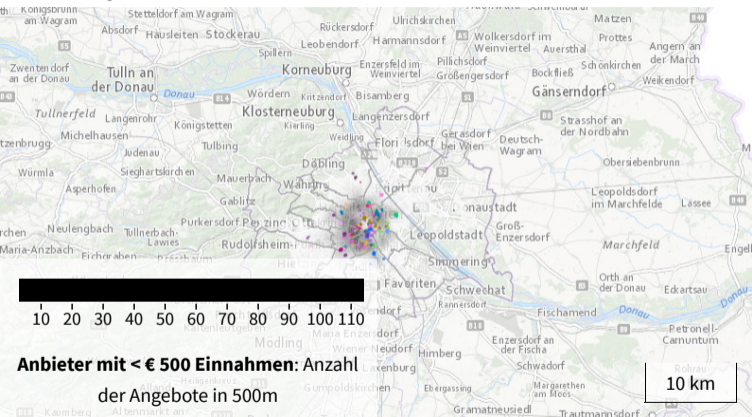 Königsbrunn
am Wagram
Stetteldorf am Wagram
Absdorf
Hausleiten
Stockerau
Rückersdorf
Leobendorf
Ulrichskirchen
Harmannsdorf
Wolkersdorf im
Weinviertel
Matzen
Prottes
Auersthal
Angern an
der March
Spillern
Zwentendorf
an der Donau
Tulln an
der Donau
Korneuburg
Enzersfeld im
Weinviertel
Pillichsdorf
Großengersdorf
Bockfließ
Schönkirchen
Weikendorf
Gänserndorf
Donau
Wördern
Kritzendorf
Bisamberg
Klosterneuburg
Kierling
Langenzersdorf
Strasshof an
der Nordbahn
Tullnerfeld
Langenrohr
Königstetten
Weidling
Gerasdorf
bei Wien
Deutsch-
Wagram
Michelhausen
Tulbing
Judenau
Sieghartskirchen
Döbling
Obersiebenbrunn
Würmla
Asperhofen
Mauerbach
Währing
Gablitz
Leopoldsdorf
im Marchfelde
Lassee
Neulengbach
Tullnerbach-
Lawies
Purkersdorf
Rudolfsheim-
Leopoldstadt
Groß-
Enzersdorf
Marchfeld
Maria-Anzbach
Eichgraben
Simmering
Favoriten
Schwechat
Rannersdorf
Orth an
der Donau
Eckartsau
Donau
Donau
Fischamend
Petronell-
Carnuntum
10 20 30 40 50 60 70 80 90 100 110
Mödling
Wiener Neudorf
Himberg
Enzersdorf an
der Fischa
Schwadorf
Anbieter mit < € 500 Einnahmen: Anzahl
der Angebote in 500m
Guntramsdorf
Ebergassing
Margarethen
am Moos
10 km
Gramatneusiedl
Trautmannsdorf